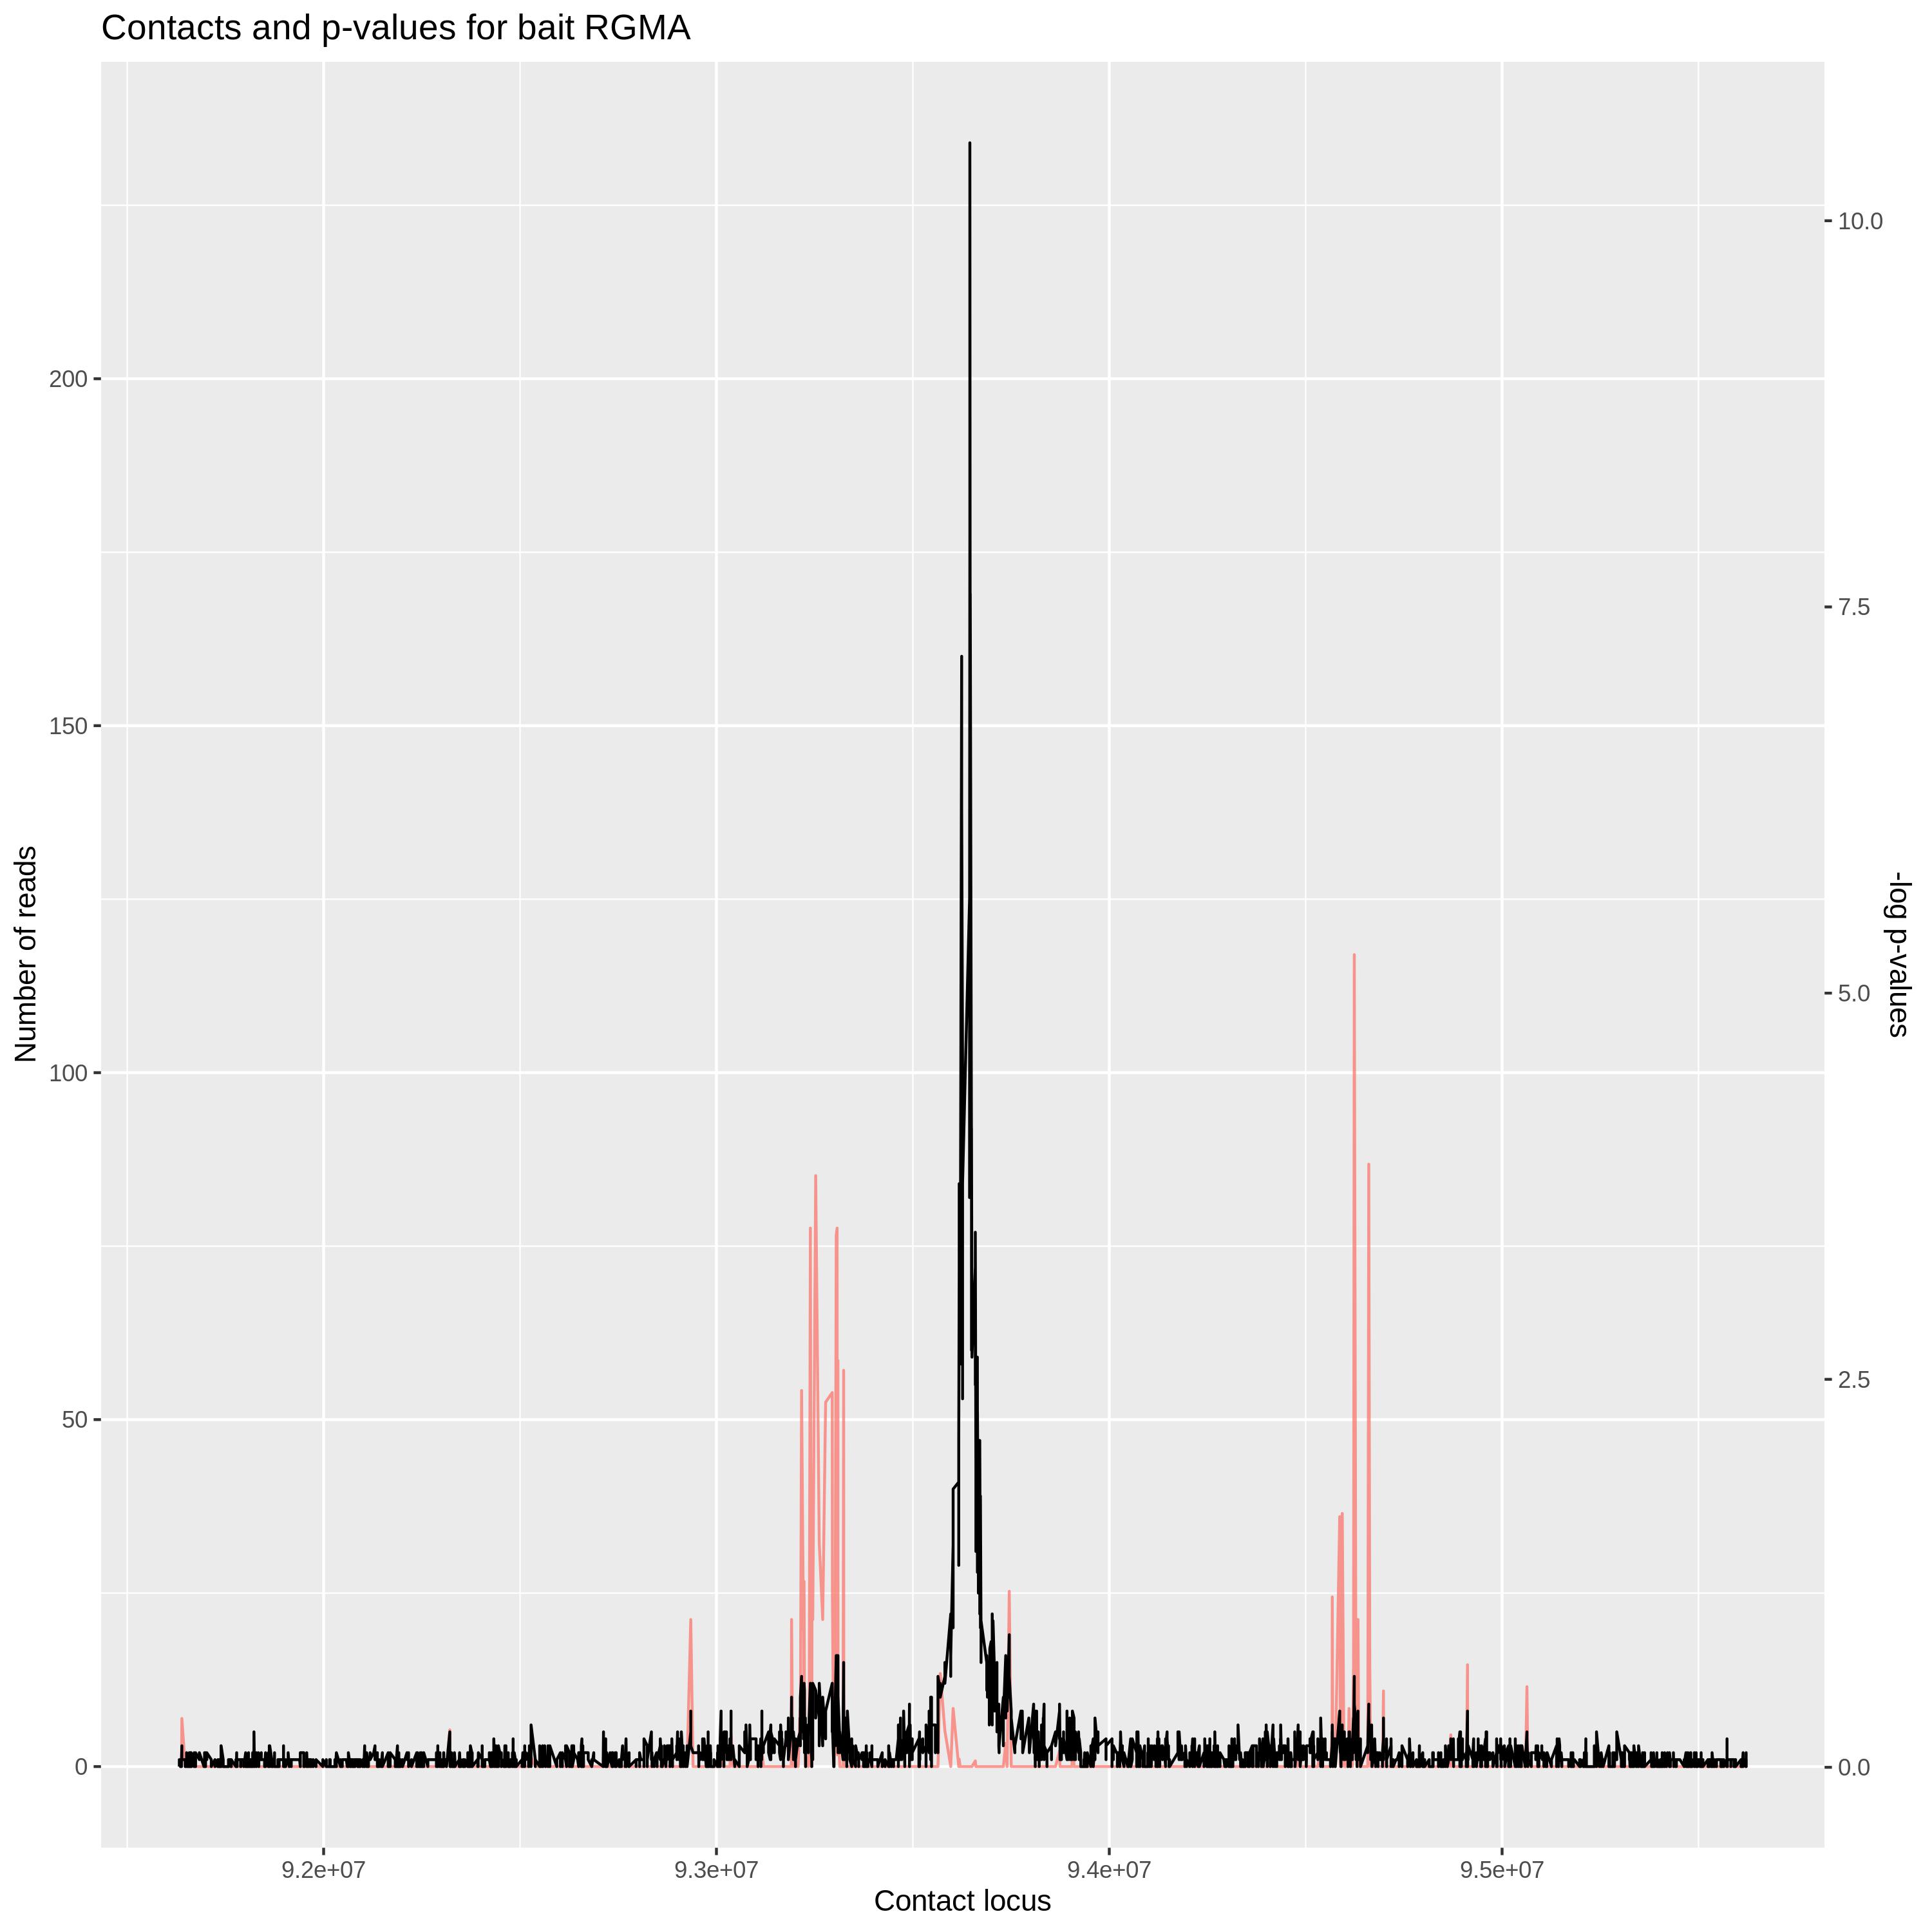 Contacts and p-values for bait RGMA
Number of reads
200
150
100
50
0
10.0
7.5
5.0
2.5
0.0
-log p-values
9.2e+07
9.3e+07
9.4e+07
9.5e+07
Contact locus